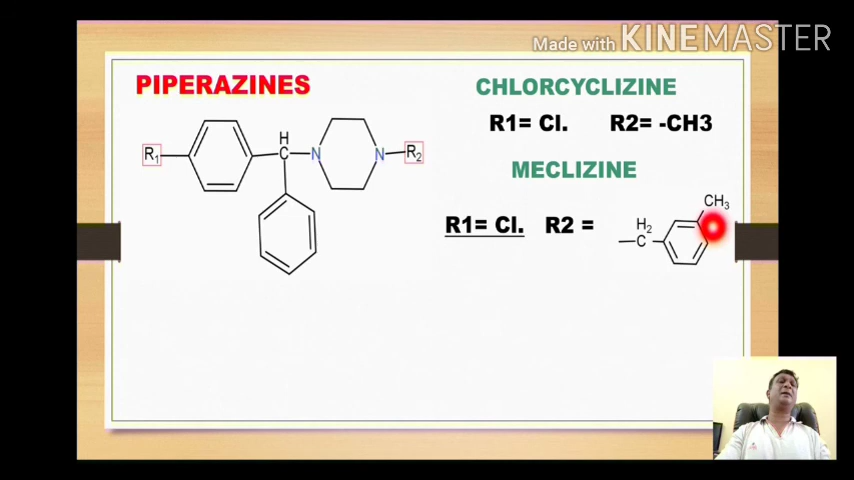 Made with KINEMASTER
PIPERAZINES
CHLORCYCLIZINE
R1= Cl. R2= -CH3
MECLIZINE
R1= Cl. R2 =
CH3
H2
C
H
R1
C
N
N
R2